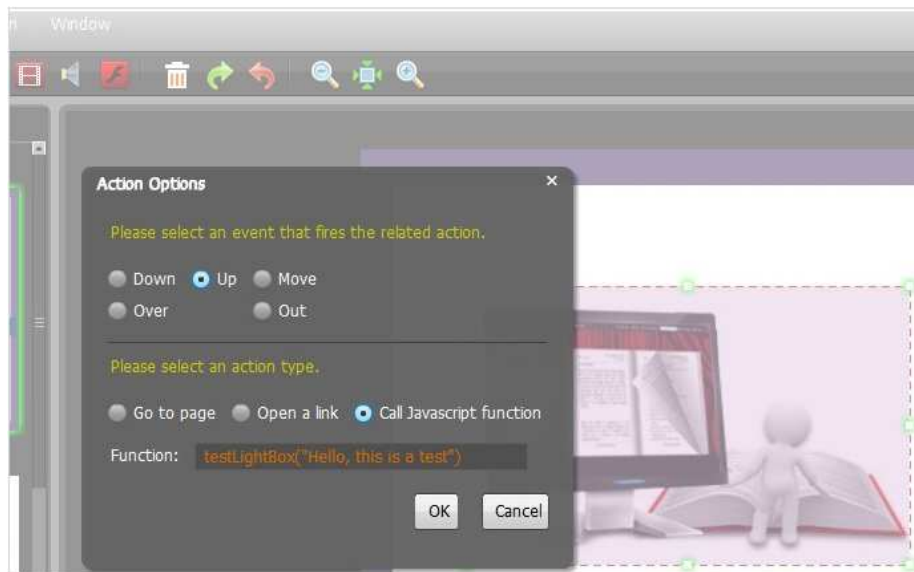 Window
Action Options
Please select an event that fires the related action.
Down Up Move
Over Out
Please select an action type.
Go to page Open a link Call Javascript function
Function: testLightBox("Hello, this is a test")
OK Cancel